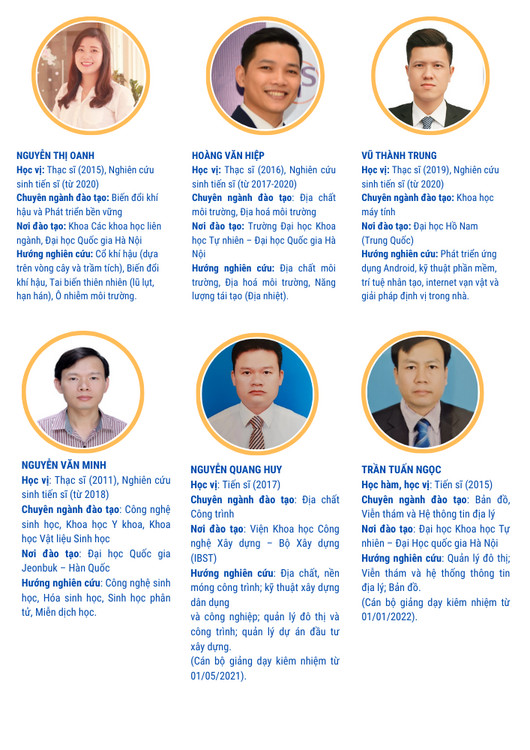 NGUYỄN THỊ OANH
Học vị: Thạc sĩ (2015), Nghiên cứu
sinh tiến sĩ (từ 2020)
Chuyên ngành đào tạo: Biến đổi khí
hậu và Phát triển bền vững
Nơi đào tạo: Khoa Các khoa học liên
ngành, Đại học Quốc gia Hà Nội
Hướng nghiên cứu: Cổ khí hậu (dựa
trên vòng cây và trầm tích), Biến đổi
khí hậu, Tai biến thiên nhiên (lũ lụt,
hạn hán), Ô nhiễm môi trường.
HOÀNG VĂN HIỆP
Học vị: Thạc sĩ (2016), Nghiên cứu
sinh tiến sĩ (từ 2017-2020)
Chuyên ngành đào tạo: Địa chất
môi trường, Địa hoá môi trường
Nơi đào tạo: Trường Đại học Khoa
học Tự nhiên – Đại học Quốc gia Hà
Nội
Hướng nghiên cứu: Địa chất môi
trường, Địa hoá môi trường, Năng
lượng tái tạo (Địa nhiệt).
VŨ THÀNH TRUNG
Học vị: Thạc sĩ (2019), Nghiên cứu
sinh tiến sĩ (từ 2020)
Chuyên ngành đào tạo: Khoa học
máy tính
Nơi đào tạo: Đại học Hồ Nam
(Trung Quốc)
Hướng nghiên cứu: Phát triển ứng
dụng Android, kỹ thuật phần mềm,
trí tuệ nhân tạo, internet vạn vật và
giải pháp định vị trong nhà.
NGUYỄN VĂN MINH
Học vị: Thạc sĩ (2011), Nghiên cứu
sinh tiến sĩ (từ 2018)
Chuyên ngành đào tạo: Công nghệ
sinh học, Khoa học Y khoa, Khoa
học Vật liệu Sinh học
Nơi đào tạo: Đại học Quốc gia
Jeonbuk – Hàn Quốc
Hướng nghiên cứu: Công nghệ sinh
học, Hóa sinh học, Sinh học phân
tử, Miễn dịch học.
NGUYỄN QUANG HUY
Học vị: Tiến sĩ (2017)
Chuyên ngành đào tạo: Địa chất
Công trình
Nơi đào tạo: Viện Khoa học Công
nghệ Xây dựng – Bộ Xây dựng
(IBST)
Hướng nghiên cứu: Địa chất, nền
móng công trình; kỹ thuật xây dựng
dân dụng
và công nghiệp; quản lý đô thị và
công trình; quản lý dự án đầu tư
xây dựng.
(Cán bộ giảng dạy kiêm nhiệm từ
01/05/2021).
TRẦN TUẤN NGỌC
Học hàm, học vị: Tiến sĩ (2015)
Chuyên ngành đào tạo: Bản đồ,
Viễn thám và Hệ thông tin địa lý
Nơi đào tạo: Đại học Khoa học Tự
nhiên – Đại Học quốc gia Hà Nội
Hướng nghiên cứu: Quản lý đô thị;
Viễn thám và hệ thống thông tin
địa lý; Bản đồ.
(Cán bộ giảng dạy kiêm nhiệm từ
01/01/2022).